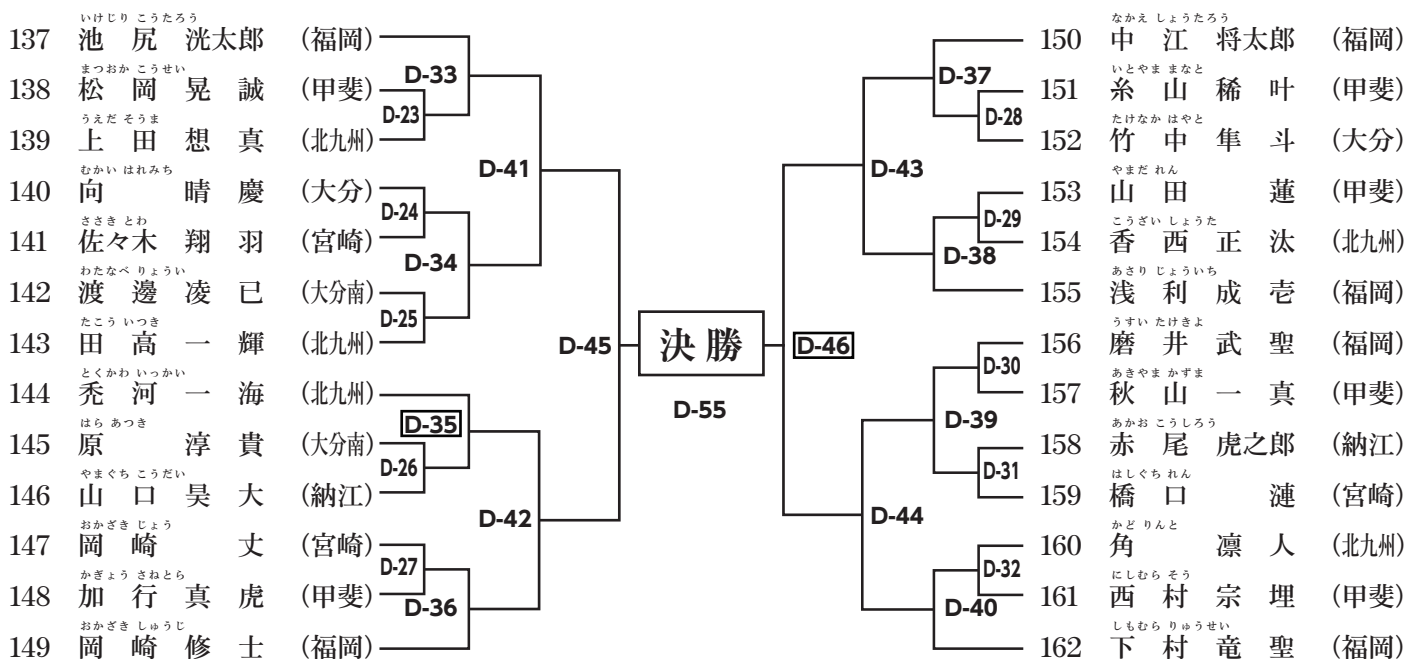 いけじり こうたろう
137 池尻 洸太郎 (福岡)
まつおか こうせい
138 松岡晃誠 (甲斐)
うえだ そうま
139 上田想真 (北九州)
むかい はれみち
140 向 晴慶 (大分)
ささき とわ
141 佐々木翔羽 (宮崎)
わたなべ りょうい
142 渡邊凌已 (大分南)
たこう いつき
143 田高一輝 (北九州)
とくかわ いっかい
144 禿河一海 (北九州)
はら あつき
145 原 淳貴 (大分南)
やまぐち こうだい
146 山口昊大 (納江)
おかざき じょう
147 岡崎 丈 (宮崎)
かぎょう さねとら
148 加行真虎 (甲斐)
おかざき しゅうじ
149 岡崎修士 (福岡)
D-33
D-23
D-41
D-24
D-34
D-25
D-45
D-35
D-26
D-42
D-27
D-36
決勝
D-55
D-46
D-37
D-28
D-43
D-29
D-38
D-30
D-39
D-31
D-44
D-32
D-40
なかえ しょうたろう
150 中江 将太郎 (福岡)
いとやま まなと
151 糸山稀叶 (甲斐)
たけなか はやと
152 竹中隼斗 (大分)
やまだ れん
153 山田 蓮 (甲斐)
こうざい しょうた
154 香西正汰 (北九州)
あさり じょういち
155 浅利成壱 (福岡)
うすい たけきよ
156 磨井武聖 (福岡)
あきやま かずま
157 秋山一真 (甲斐)
あかお こうしろう
158 赤尾 虎之郎 (納江)
はしぐち れん
159 橋口 漣 (宮崎)
かど りんと
160 角 凛人 (北九州)
にしむら そう
161 西村宗埋 (甲斐)
しもむら りゅうせい
162 下村竜聖 (福岡)